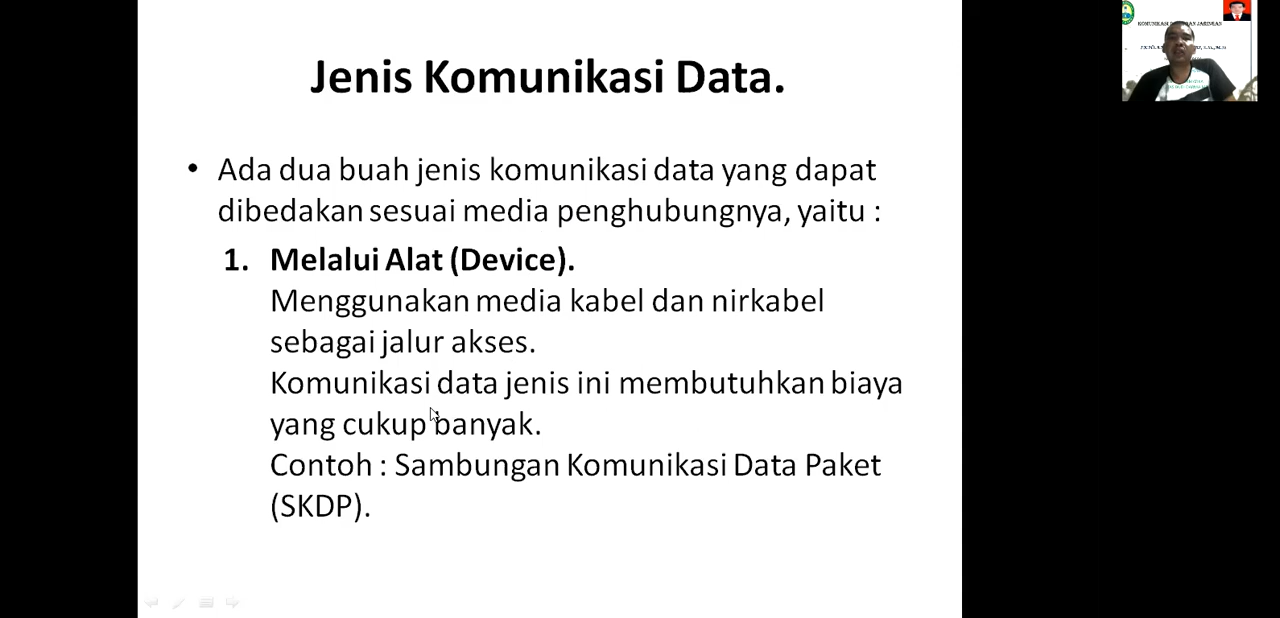 Jenis Komunikasi Data.
• Ada dua buah jenis komunikasi data yang dapat
dibedakan sesuai media penghubungnya, yaitu :
1. Melalui Alat (Device).
Menggunakan media kabel dan nirkabel
sebagai jalur akses.
Komunikasi data jenis ini membutuhkan biaya
yang cukup banyak.
Contoh : Sambungan Komunikasi Data Paket
(SKDP).
KOMUNIKASI JARINGAN